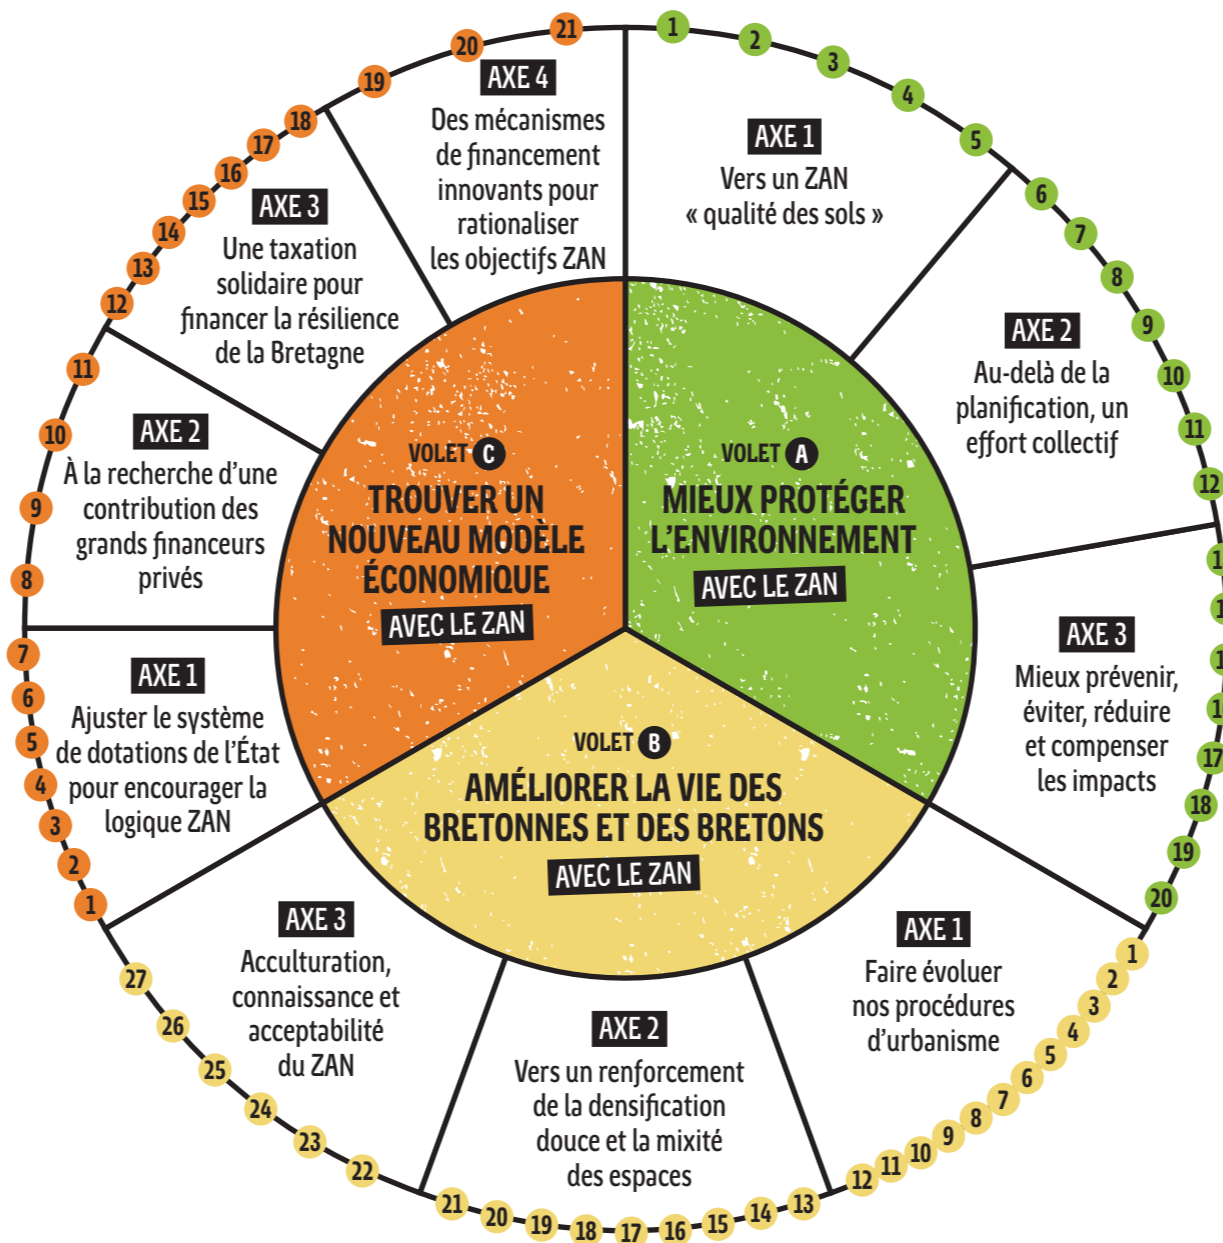 VOLET A
MIEUX PROTÉGER
L'ENVIRONNEMENT
AVEC LE ZAN
AXE 1
Vers un ZAN
« qualité des sols »
1
2
3
4
5
AXE 2
Au-delà de la
planification, un
effort collectif
6
7
8
9
10
11
12
AXE 3
Mieux prévenir,
éviter, réduire
et compenser
les impacts
17
18
19
20
VOLET B
AMÉLIORER LA VIE DES
BRETONNES ET DES BRETONS
AVEC LE ZAN
AXE 1
Faire évoluer
nos procédures
d'urbanisme
1
2
3
4
5
6
7
8
9
10
11
12
AXE 2
Vers un renforcement
de la densification
douce et la mixité
des espaces
13
14
15
16
17
18
19
20
21
AXE 3
Acculturation,
connaissance et
acceptabilité
du ZAN
22
23
24
25
26
27
VOLET C
TROUVER UN
NOUVEAU MODÈLE
ÉCONOMIQUE
AVEC LE ZAN
AXE 1
Ajuster le système
de dotations de l'État
pour encourager la
logique ZAN
1
2
3
4
5
6
7
AXE 2
À la recherche d'une
contribution des
grands financeurs
privés
8
9
10
11
AXE 3
Une taxation
solidaire pour
financer la résilience
de la Bretagne
12
13
14
15
16
17
18
AXE 4
Des mécanismes
de financement
innovants pour
rationaliser
les objectifs ZAN
19
20
21